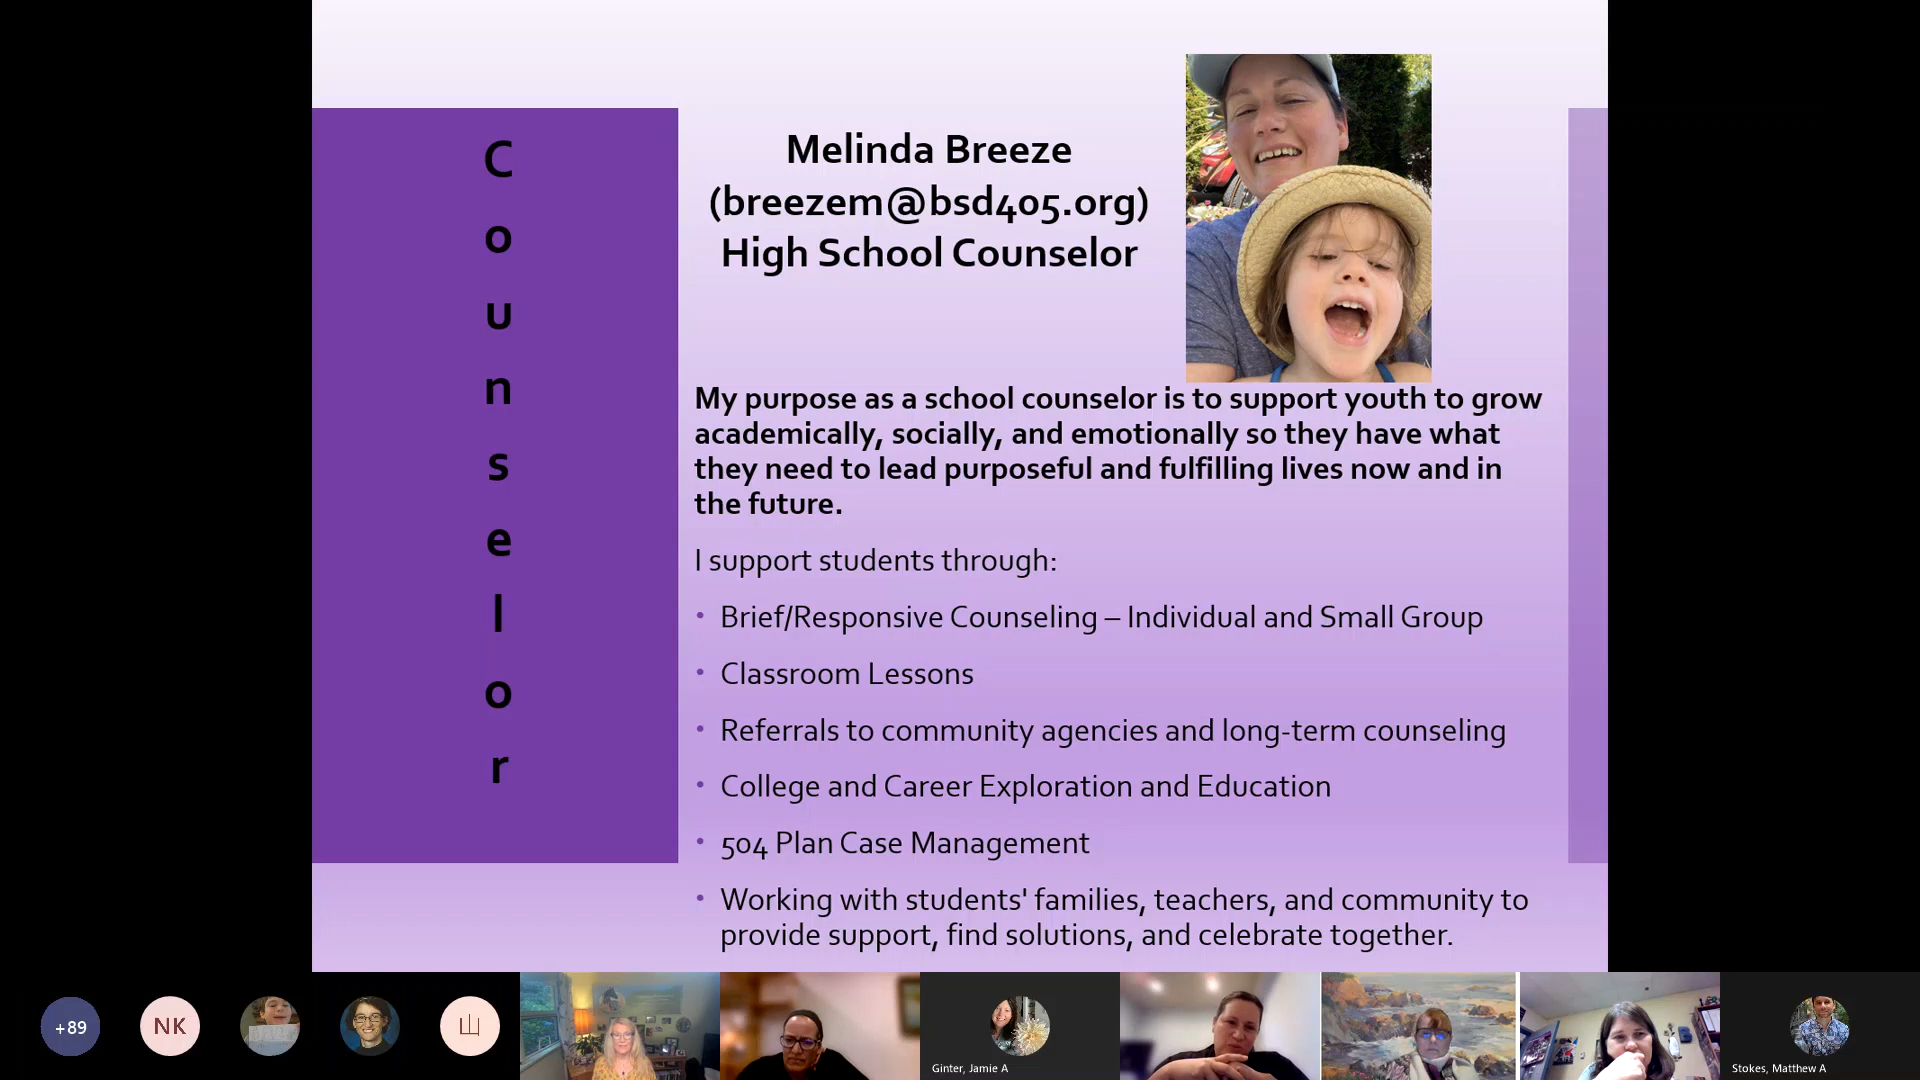 Counselor
Melinda Breeze
(breezem@bsd405.org)
High School Counselor
My purpose as a school counselor is to support youth to grow
academically, socially, and emotionally so they have what
they need to lead purposeful and fulfilling lives now and in
the future.
I support students through:
• Brief/Responsive Counseling – Individual and Small Group
• Classroom Lessons
• Referrals to community agencies and long-term counseling
• College and Career Exploration and Education
• 504 Plan Case Management
• Working with students' families, teachers, and community to
provide support, find solutions, and celebrate together.
+89
NK
Ginter, Jamie A
Stokes, Matthew A